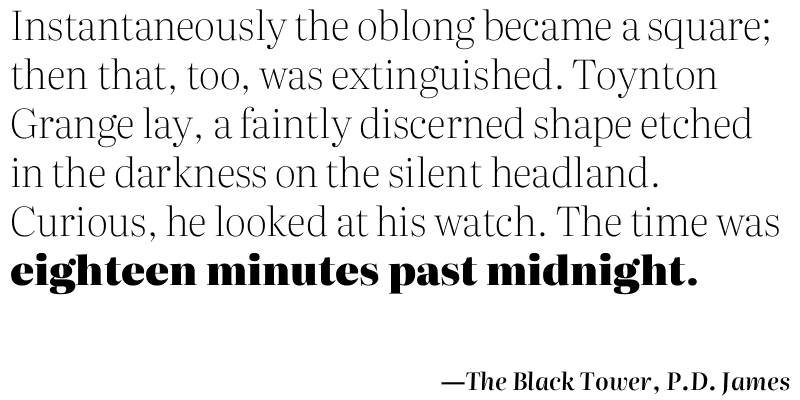 Instantaneously the oblong became a square;
then that, too, was extinguished. Toynton
Grange lay, a faintly discerned shape etched
in the darkness on the silent headland.
Curious, he looked at his watch. The time was
eighteen minutes past midnight.
—The Black Tower, P.D. James